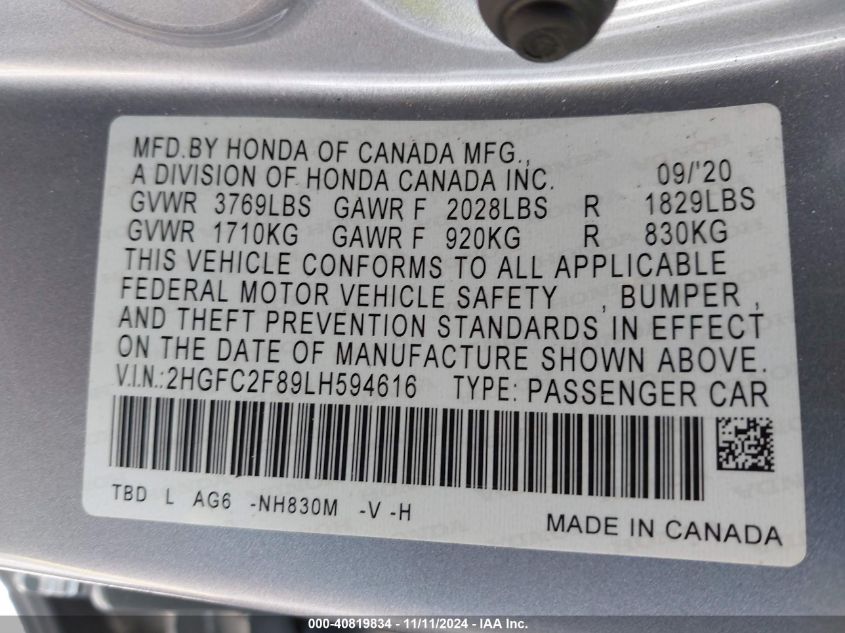 MFD.BY HONDA OF CANADA MFG.,
A DIVISION OF HONDA CANADA INC. 09/'20
GVWR 3769LBS GAWR F 2028LBS R 1829LBS
GVWR 1710KG GAWR F 920KG R 830KG
THIS VEHICLE CONFORMS TO ALL APPLICABLE
FEDERAL MOTOR VEHICLE SAFETY , BUMPER ,
AND THEFT PREVENTION STANDARDS IN EFFECT
ON THE DATE OF MANUFACTURE SHOWN ABOVE.
V.I.N.:2HGFC2F89LH594616 TYPE: PASSENGER CAR
TBD L AG6 -NH830M -V -H
MADE IN CANADA
000-40819834 - 11/11/2024 - IAA Inc.